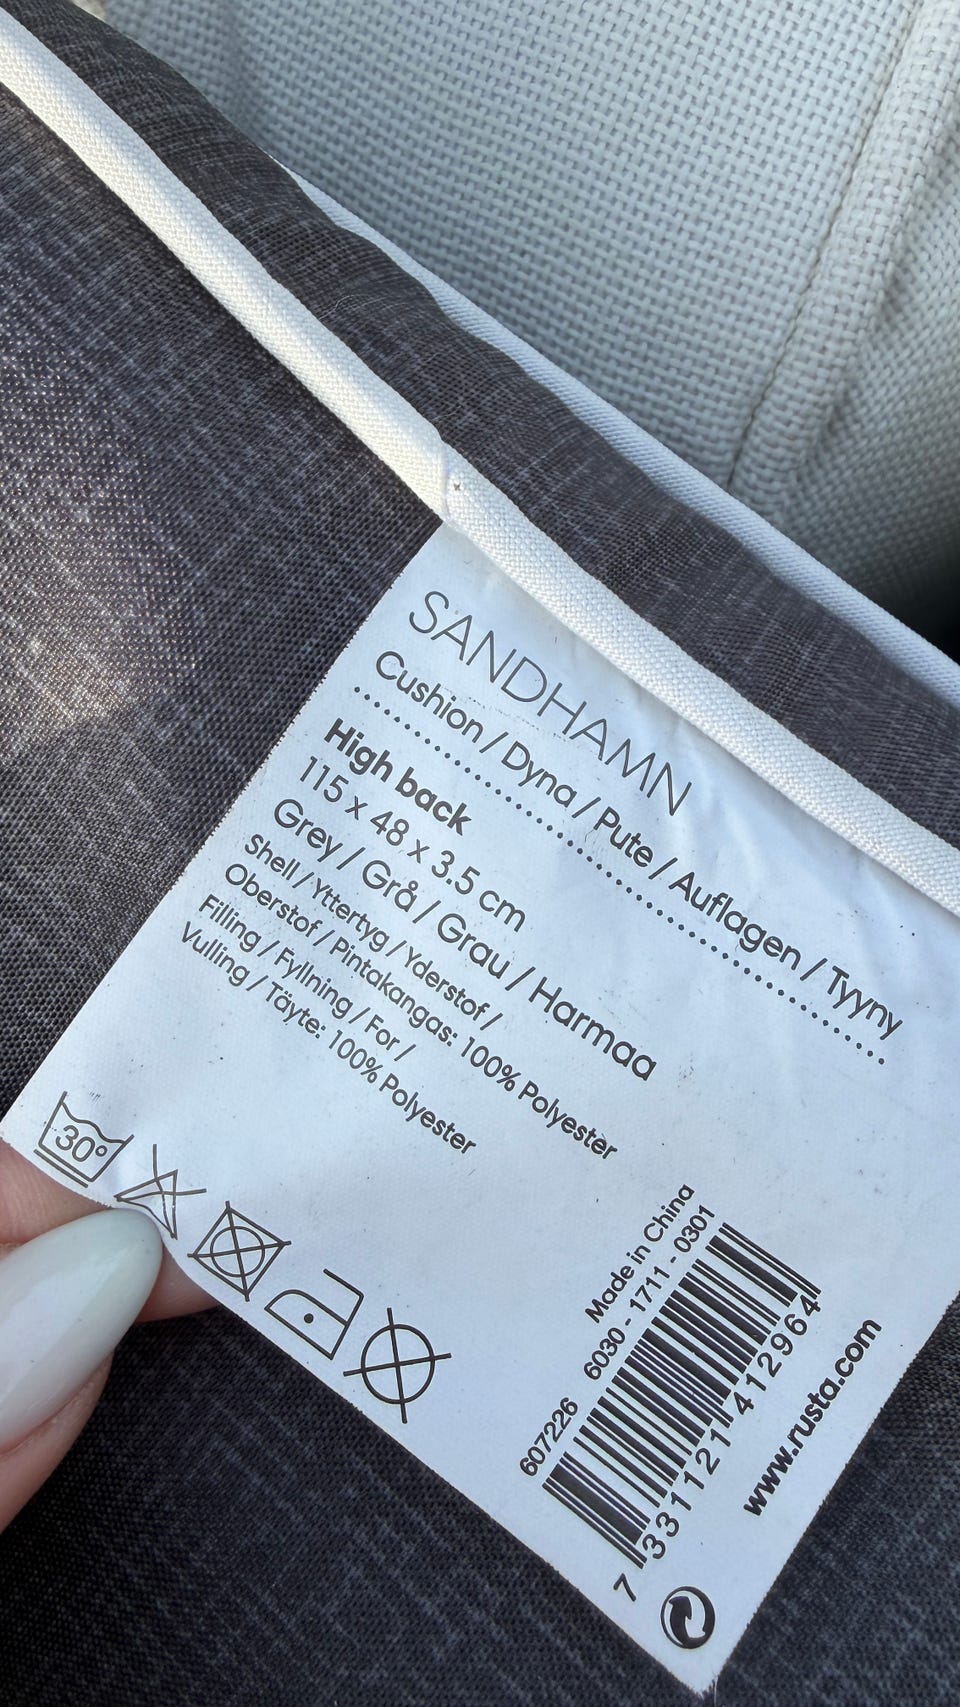 SANDHAMN
Cushion / Dyna / Pute / Auflagen / Tyyny
High back
115 x 48 x 3.5 cm
Grey / Grå / Grau / Harmaa
Shell / Yttertyg / Yderstof /
Oberstof / Pintakangas: 100% Polyester
Filling / Fyllning / For /
Vulling / Täyte: 100% Polyester
30°
Made in China
6030 - 1711 - 0301
607226
7 331121 412964
www.rusta.com